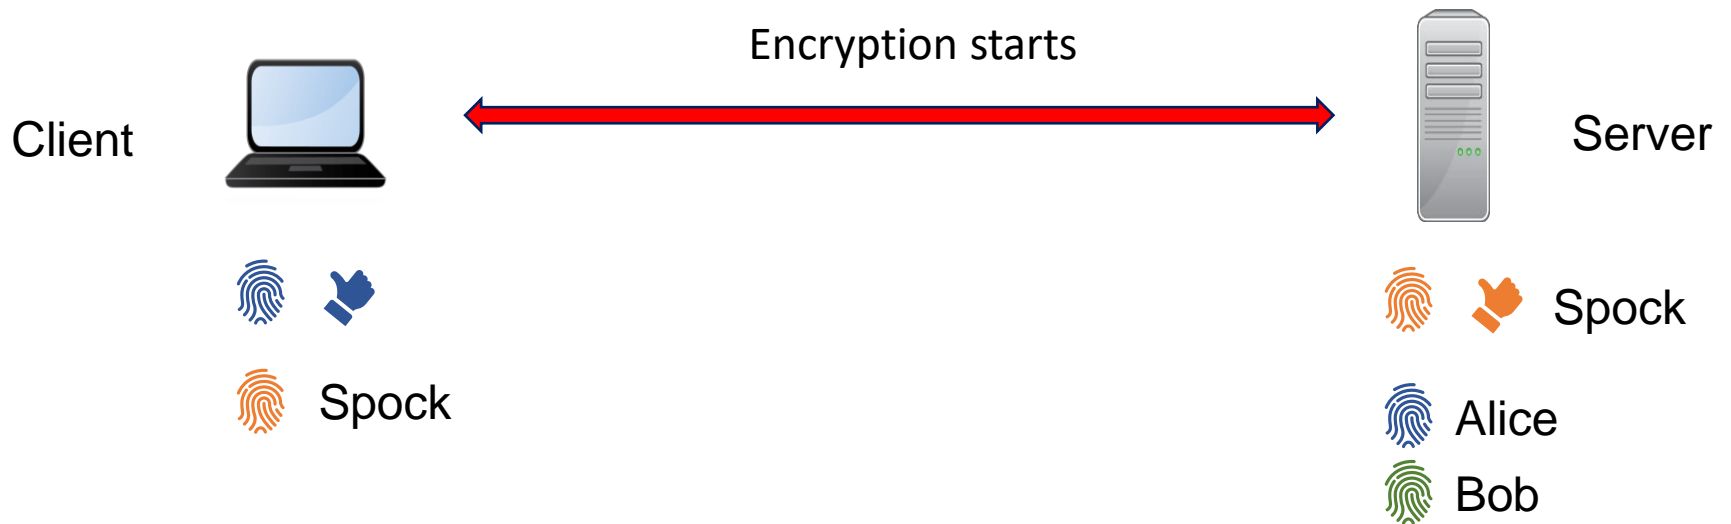 Encryption starts
Client
Server
Spock
Spock
Alice
Bob